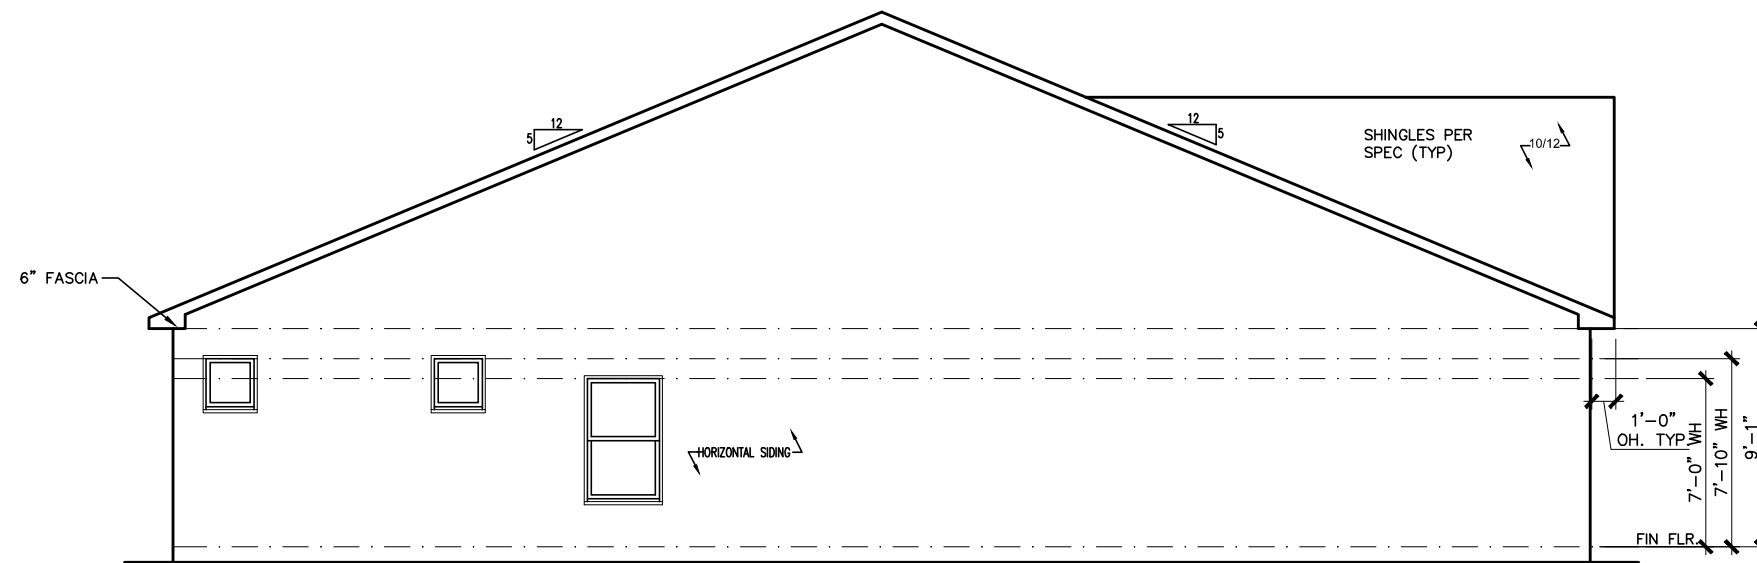 12
5
12
5
SHINGLES PER
SPEC (TYP)
10/12
6" FASCIA
HORIZONTAL SIDING
1'-0"
OH. TYP
7'-0" WH
7'-10" WH
9'-1"
FIN FLR.